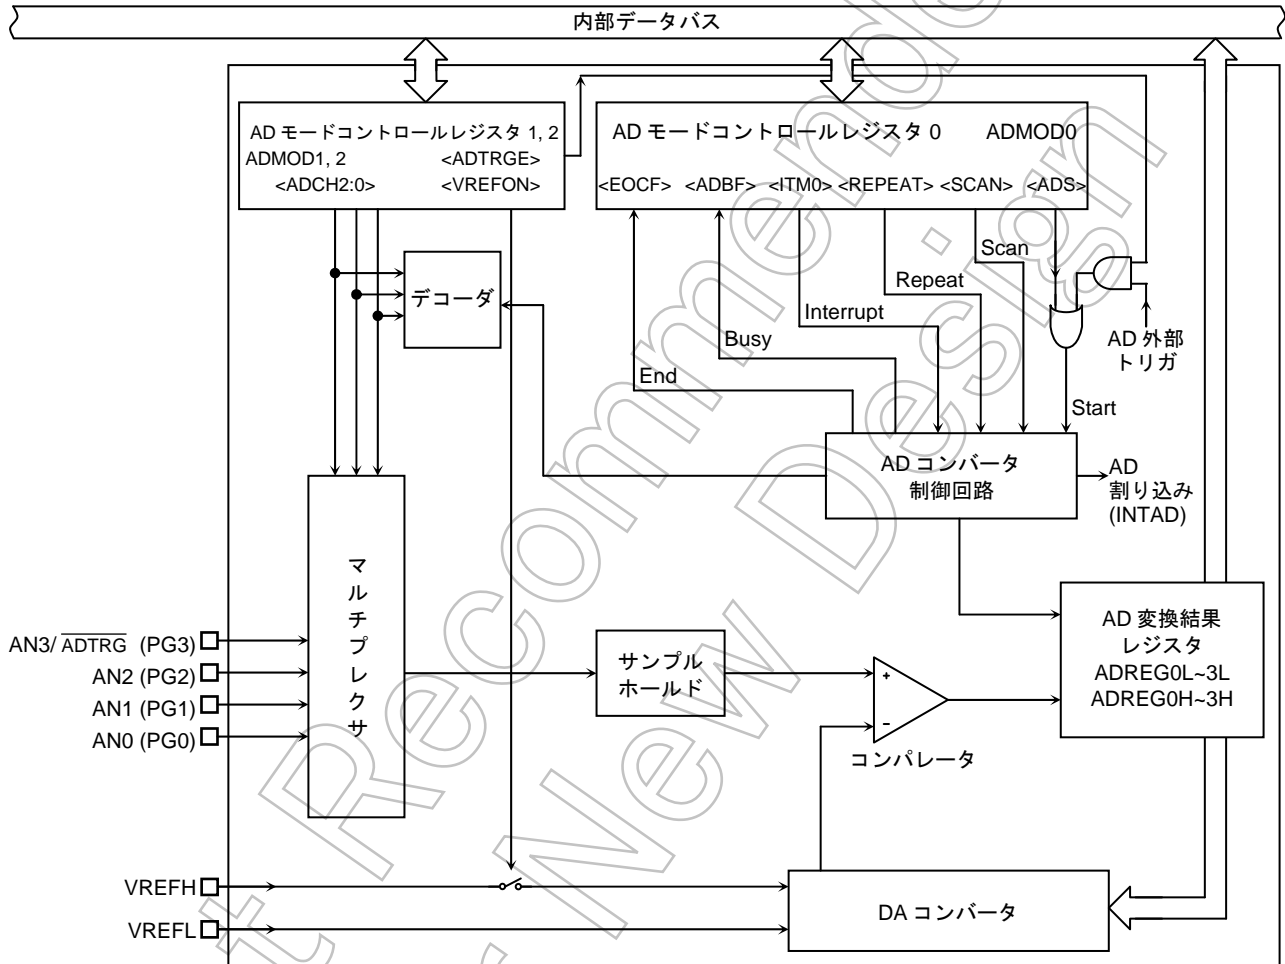 内部データバス
AD モードコントロールレジスタ 1, 2
ADMOD1, 2 <ADTRGE>
<ADCH2:0> <VREFON>
AD モードコントロールレジスタ 0 ADMOD0
<EOCF> <ADBF> <ITM0> <REPEAT> <SCAN> <ADS>
デコーダ
Scan
Repeat
Interrupt
Busy
End
AD 外部
トリガ
Start
AD コンバータ
制御回路
AD
割り込み
(INTAD)
マルチプレクサ
AN3/ ADTRG (PG3)
AN2 (PG2)
AN1 (PG1)
AN0 (PG0)
サンプル
ホールド
+
−
コンパレータ
AD 変換結果
レジスタ
ADREG0L~3L
ADREG0H~3H
VREFH
VREFL
DA コンバータ
t Recommende
r New Design